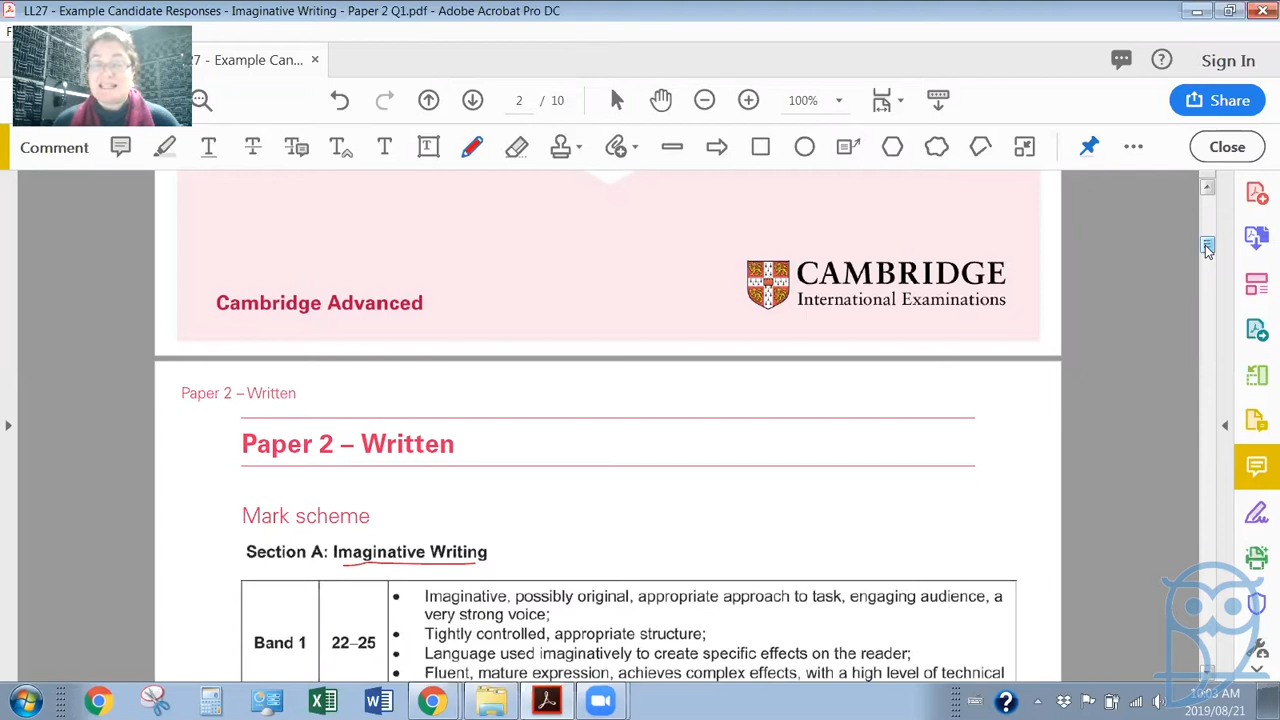 LL27 - Example Candidate Responses - Imaginative Writing - Paper 2 Q1.pdf - Adobe Acrobat Pro DC
7 - Example Can...
Sign In
2 / 10
100%
Share
Comment
Close
Cambridge Advanced
CAMBRIDGE
International Examinations
Paper 2 – Written
Paper 2 – Written
Mark scheme
Section A: Imaginative Writing
Band 1
22–25
• Imaginative, possibly original, appropriate approach to task, engaging audience, a
very strong voice;
• Tightly controlled, appropriate structure;
• Language used imaginatively to create specific effects on the reader;
• Fluent, mature expression, achieves complex effects, with a high level of technical
10:03 AM
2019/08/21